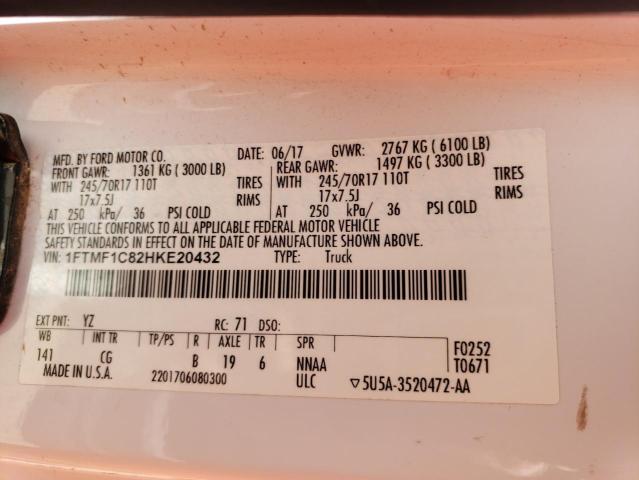 MFD. BY FORD MOTOR CO.
DATE: 06/17 GVWR: 2767 KG ( 6100 LB)
FRONT GAWR: 1361 KG ( 3000 LB) REAR GAWR: 1497 KG ( 3300 LB)
WITH 245/70R17 110T TIRES WITH 245/70R17 110T TIRES
17x7.5J RIMS 17x7.5J RIMS
AT 250 kPa/ 36 PSI COLD AT 250 kPa/ 36 PSI COLD
THIS VEHICLE CONFORMS TO ALL APPLICABLE FEDERAL MOTOR VEHICLE
SAFETY STANDARDS IN EFFECT ON THE DATE OF MANUFACTURE SHOWN ABOVE.
VIN: 1FTMF1C82HKE20432 TYPE: Truck
EXT PNT: YZ RC: 71 DSO: F0252
WB INT TR TP/PS R AXLE TR SPR T0671
141 CG B 19 6 NNAA
MADE IN U.S.A. 2201706080300 ULC ▽5U5A-3520472-AA